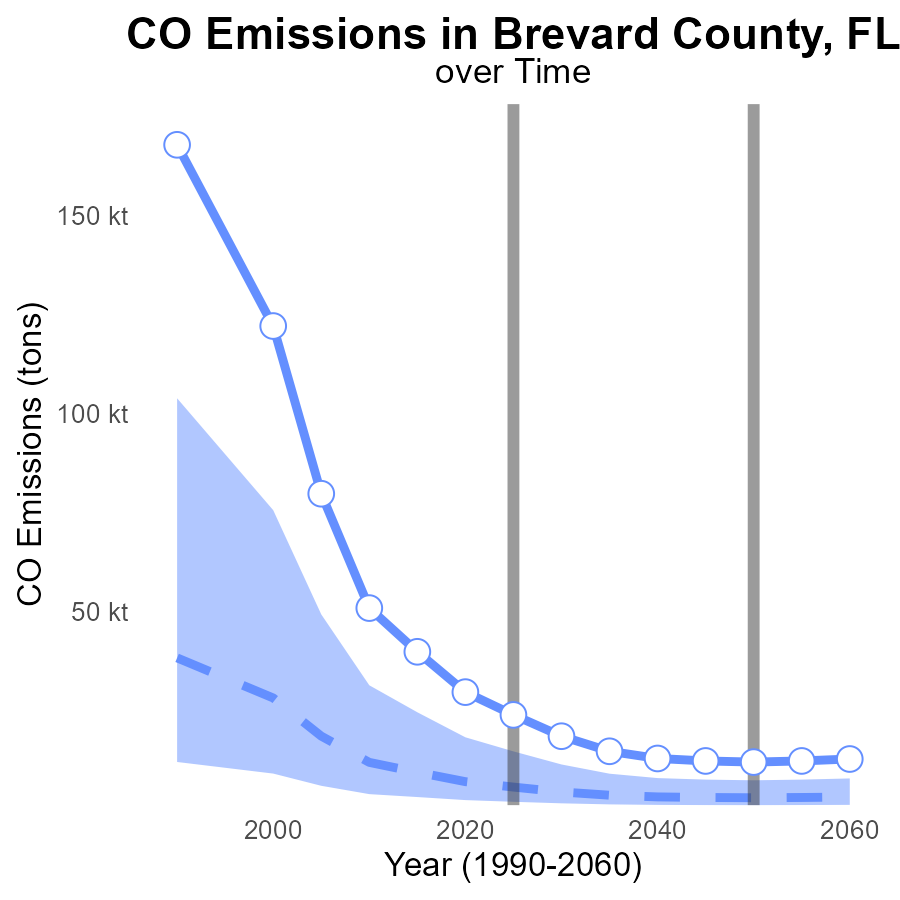 CO Emissions in Brevard County, FL
over Time
CO Emissions (tons)
150 kt
100 kt
50 kt
2000
2020
2040
2060
Year (1990-2060)